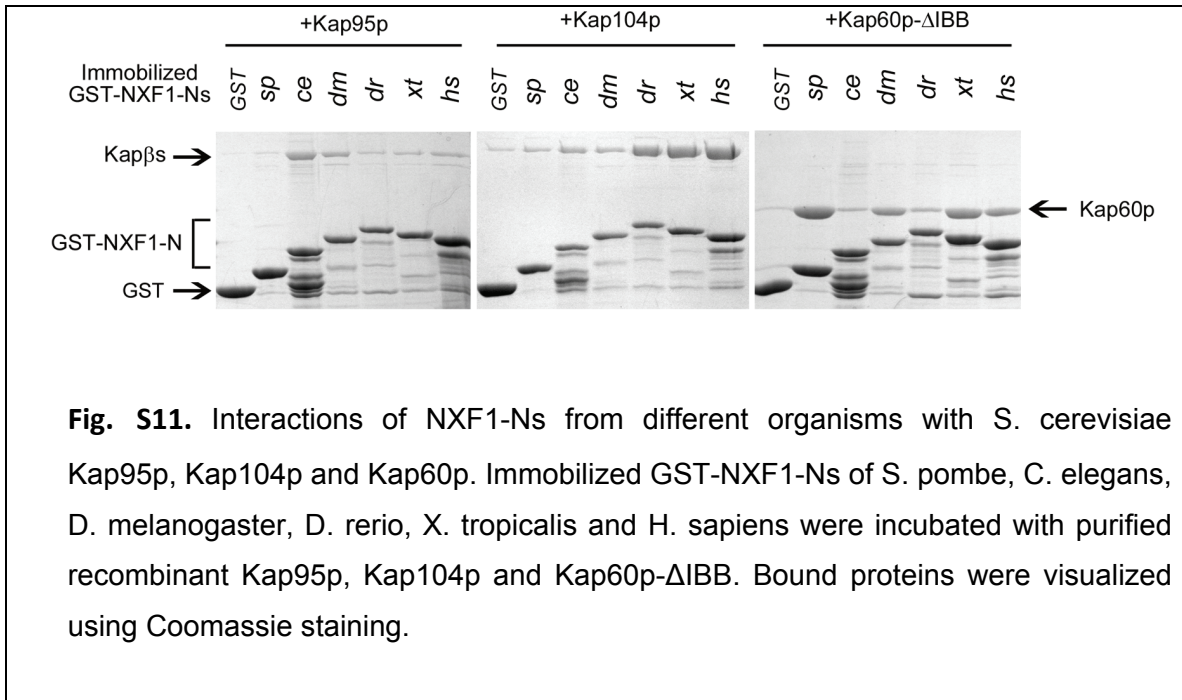 +Kap95p +Kap104p +Kap60p-ΔIBB
Immobilized
GST-NXF1-Ns
GST sp ce dm dr xt hs GST sp ce dm dr xt hs GST sp ce dm dr xt hs
Kapβs
GST-NXF1-N
GST
Kap60p
Fig. S11. Interactions of NXF1-Ns from different organisms with S. cerevisiae
Kap95p, Kap104p and Kap60p. Immobilized GST-NXF1-Ns of S. pombe, C. elegans,
D. melanogaster, D. rerio, X. tropicalis and H. sapiens were incubated with purified
recombinant Kap95p, Kap104p and Kap60p-ΔIBB. Bound proteins were visualized
using Coomassie staining.